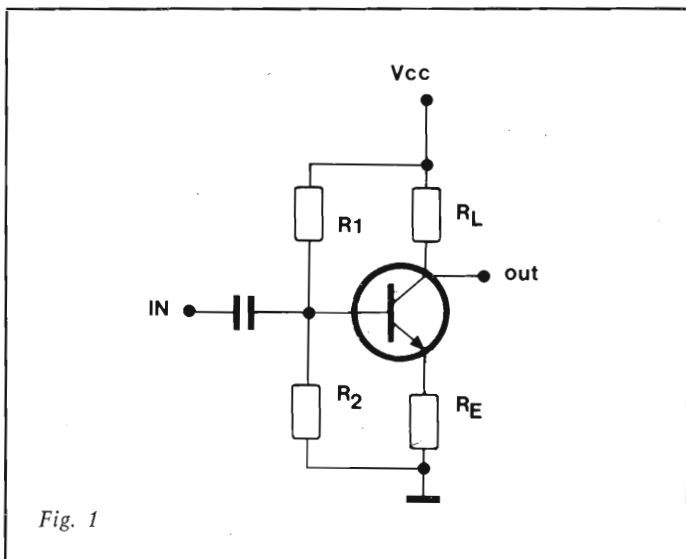 Vcc
R1
RL
out
IN
R2
RE
Fig. 1